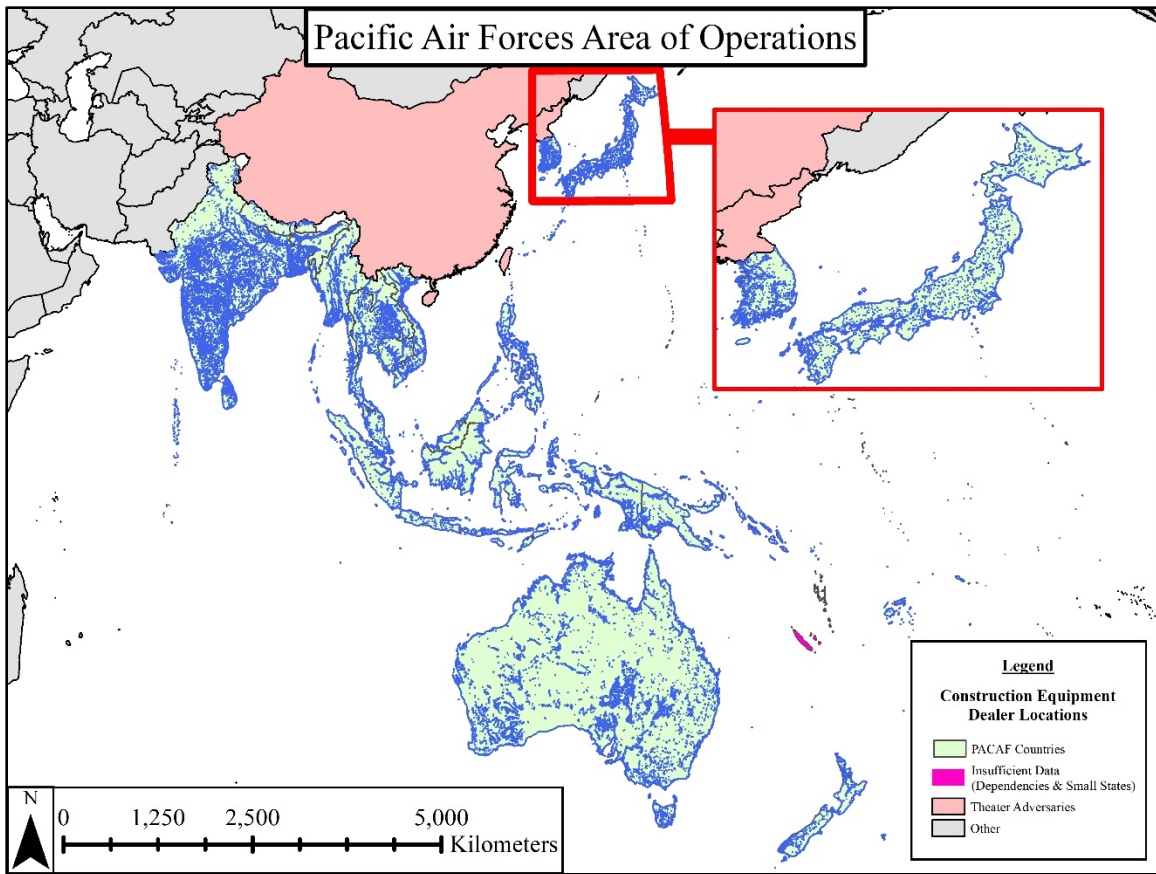 Pacific Air Forces Area of Operations
Legend
Construction Equipment
Dealer Locations
PACAF Countries
Insufficient Data
(Dependencies & Small States)
Theater Adversaries
Other
N
0 1,250 2,500 5,000
Kilometers